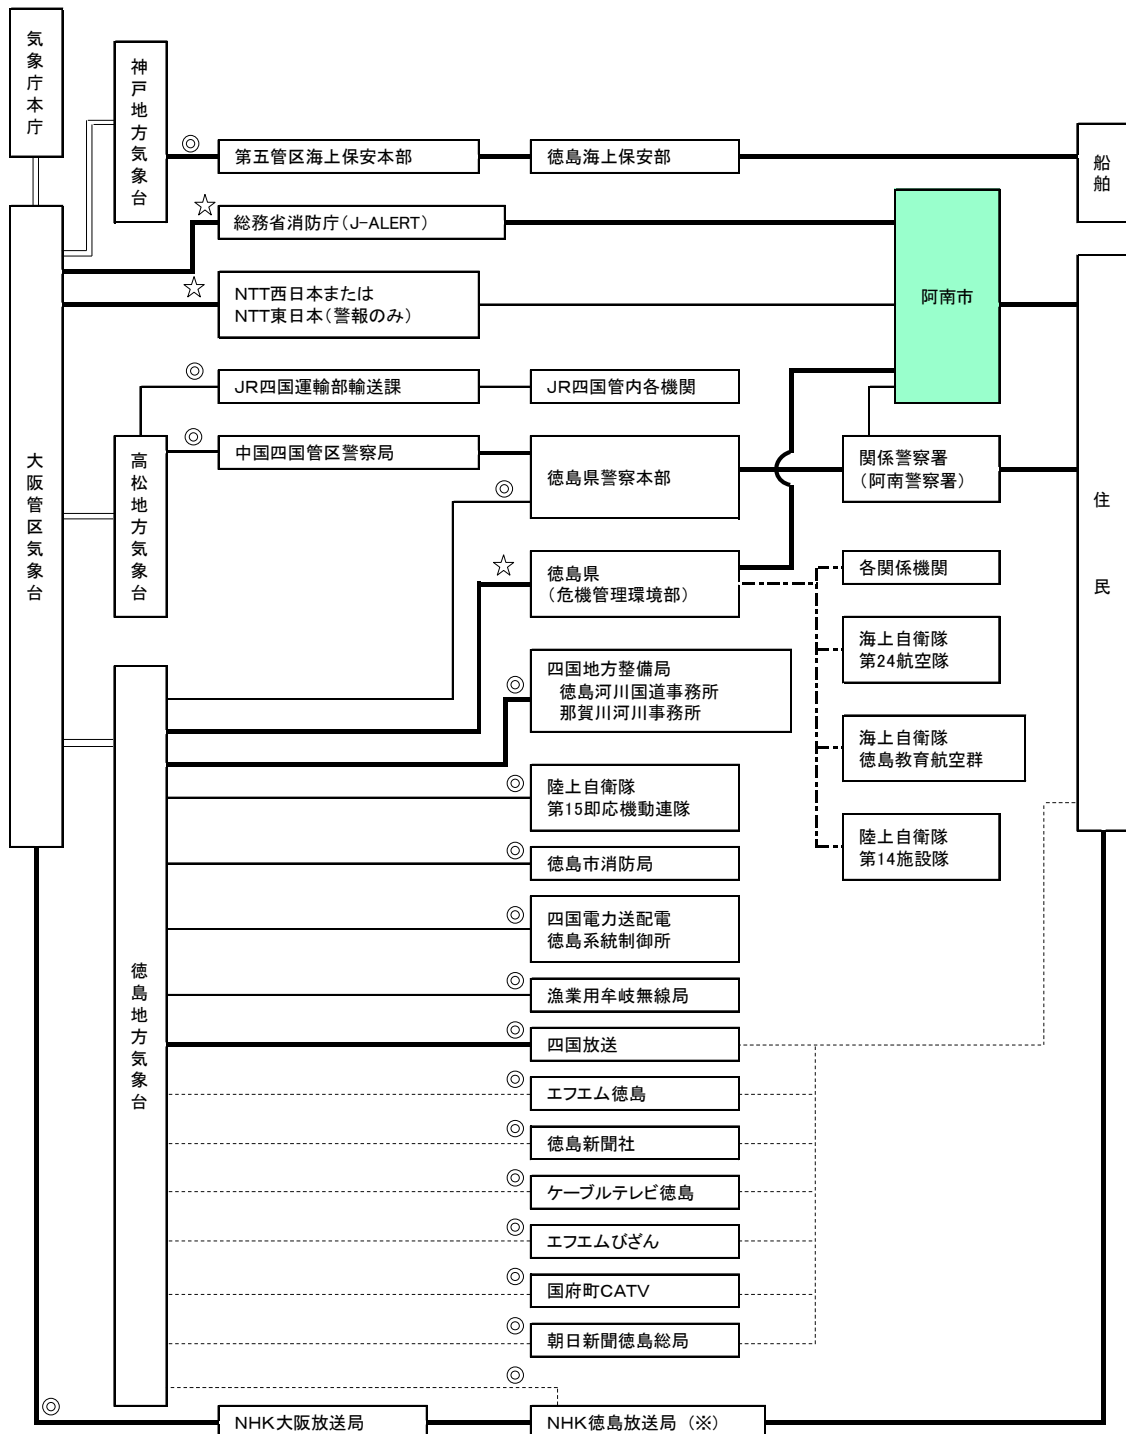 気象庁本庁
神戸地方気象台
◎
第五管区海上保安本部
徳島海上保安部
船舶
☆
総務省消防庁(J-ALERT)
☆
NTT西日本または
NTT東日本(警報のみ)
阿南市
◎
JR四国運輸部輸送課
JR四国管内各機関
大阪管区気象台
高松地方気象台
◎
中国四国管区警察局
◎
徳島県警察本部
関係警察署
(阿南警察署)
住民
☆
徳島県
(危機管理環境部)
各関係機関
海上自衛隊
第24航空隊
◎
四国地方整備局
徳島河川国道事務所
那賀川河川事務所
海上自衛隊
徳島教育航空群
◎
陸上自衛隊
第15即応機動連隊
陸上自衛隊
第14施設隊
徳島地方気象台
◎
徳島市消防局
◎
四国電力送配電
徳島系統制御所
◎
漁業用牟岐無線局
◎
四国放送
◎
エフエム徳島
◎
徳島新聞社
◎
ケーブルテレビ徳島
◎
エフエムびざん
◎
国府町CATV
◎
朝日新聞徳島総局
◎
◎
NHK大阪放送局
NHK徳島放送局 (※)